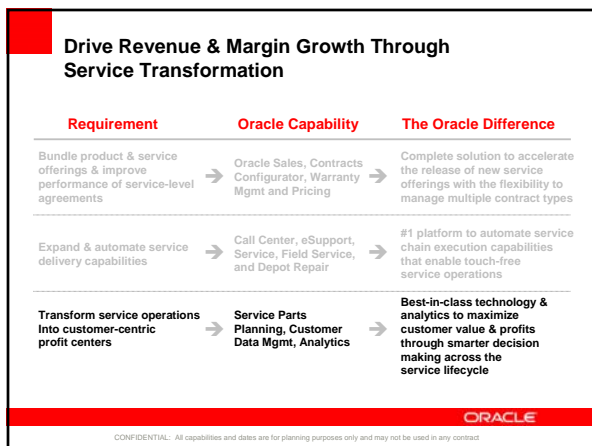 Drive Revenue & Margin Growth Through
Service Transformation
Requirement
Oracle Capability
The Oracle Difference
Bundle product & service
offerings & improve
performance of service-level
agreements
Oracle Sales, Contracts
Configurator, Warranty
Mgmt and Pricing
Complete solution to accelerate
the release of new service
offerings with the flexibility to
manage multiple contract types
Expand & automate service
delivery capabilities
Call Center, eSupport,
Service, Field Service,
and Depot Repair
#1 platform to automate service
chain execution capabilities
that enable touch-free
service operations
Transform service operations
Into customer-centric
profit centers
Service Parts
Planning, Customer
Data Mgmt, Analytics
Best-in-class technology &
analytics to maximize
customer value & profits
through smarter decision
making across the
service lifecycle
ORACLE
CONFIDENTIAL: All capabilities and dates are for planning purposes only and may not be used in any contract